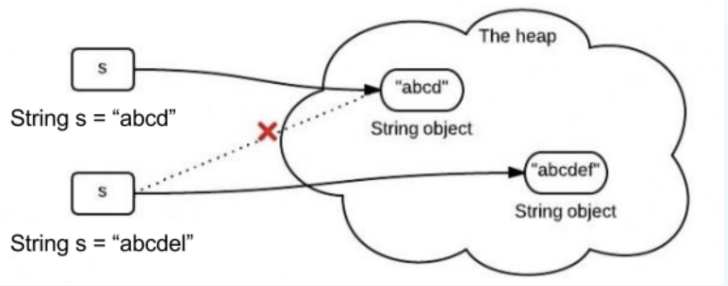 The heap
s
"abcd"
String s = “abcd”
String object
s
"abcdef"
String object
String s = “abcdel”